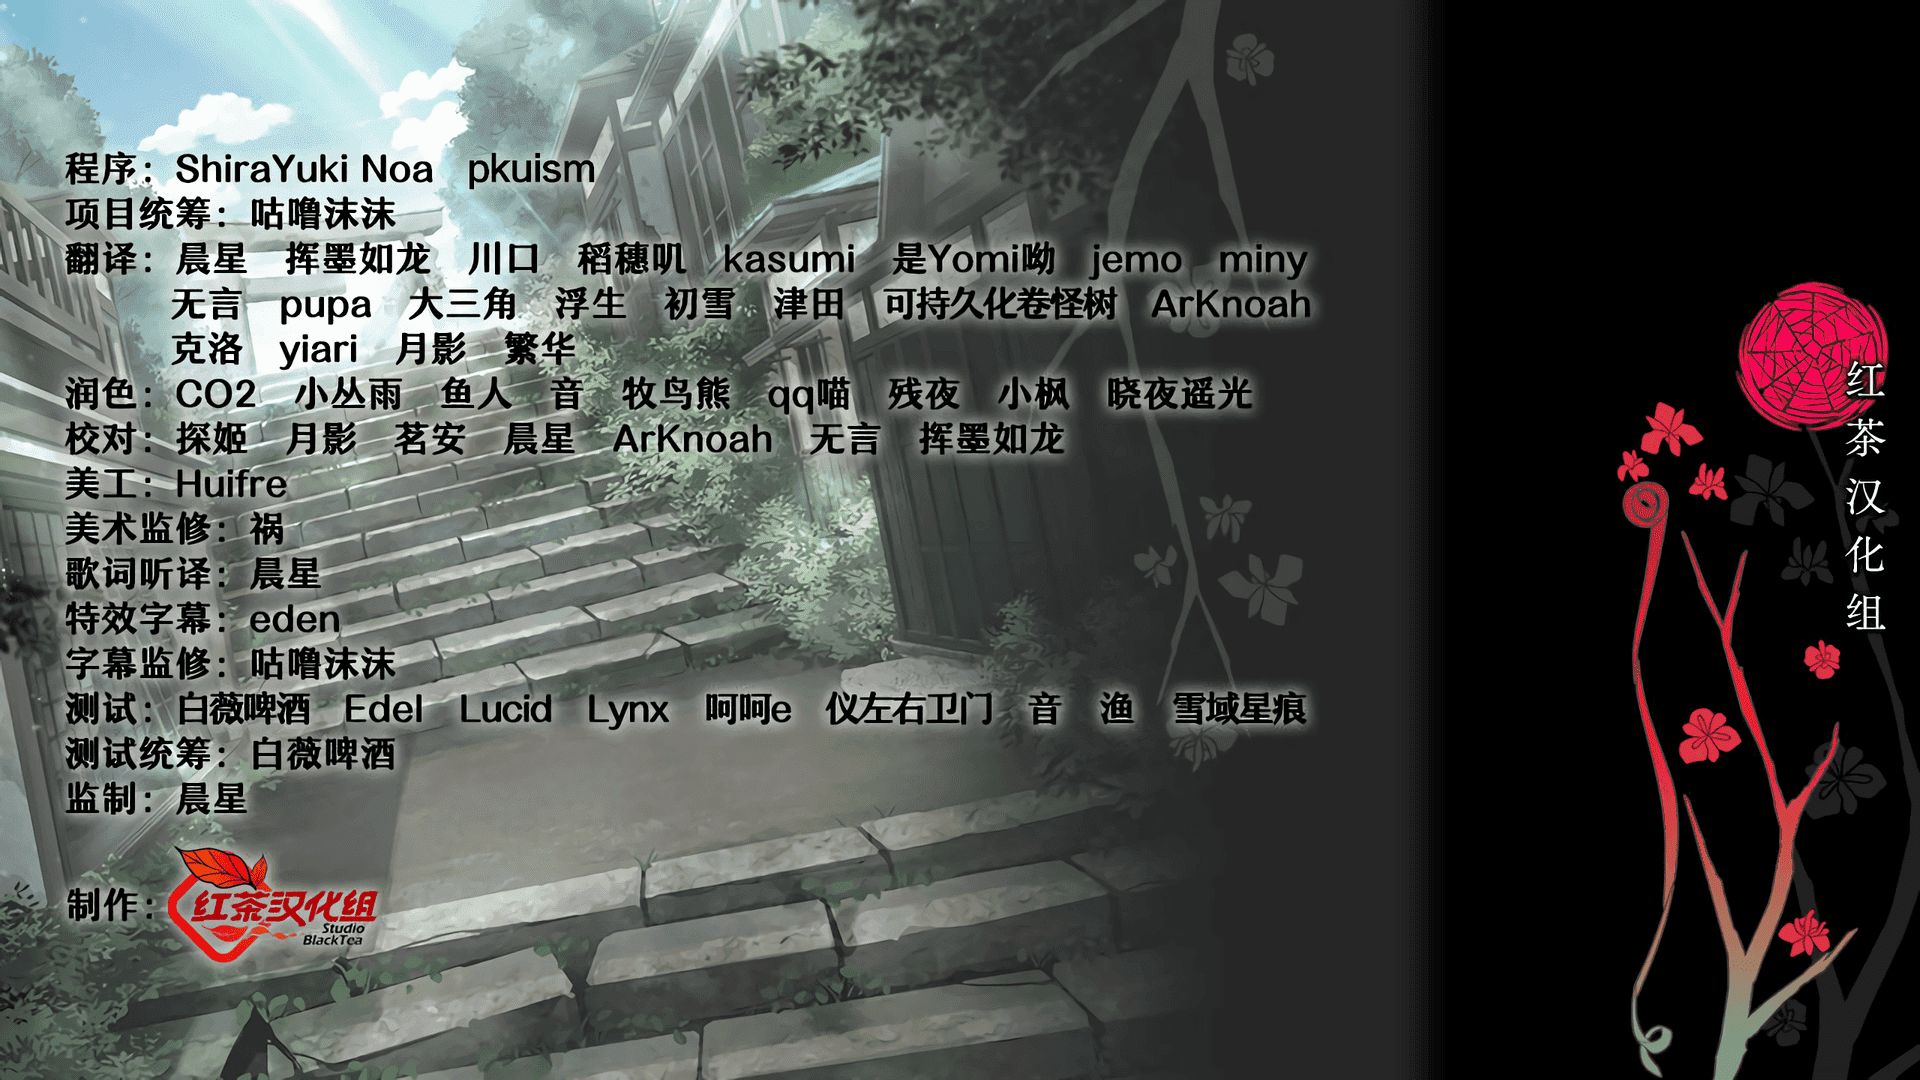 程序：ShiraYuki Noa　pkuism
项目统筹：咕噜沫沫
翻译：晨星　挥墨如龙　川口　稻穗叽　kasumi　是Yomi呦　jemo　miny
无言　pupa　大三角　浮生　初雪　津田　可持久化卷怪树　ArKnoah
克洛　yiari　月影　繁华
润色：CO2　小丛雨　鱼人　音　牧鸟熊　qq喵　残夜　小枫　晓夜遥光
校对：探姬　月影　茗安　晨星　ArKnoah　无言　挥墨如龙
美工：Huifre
美术监修：祸
歌词听译：晨星
特效字幕：eden
字幕监修：咕噜沫沫
测试：白薇啤酒　Edel　Lucid　Lynx　呵呵e　仪左右卫门　音　渔　雪域星痕
测试统筹：白薇啤酒
监制：晨星
制作：红茶汉化组
Studio
BlackTea
红茶汉化组